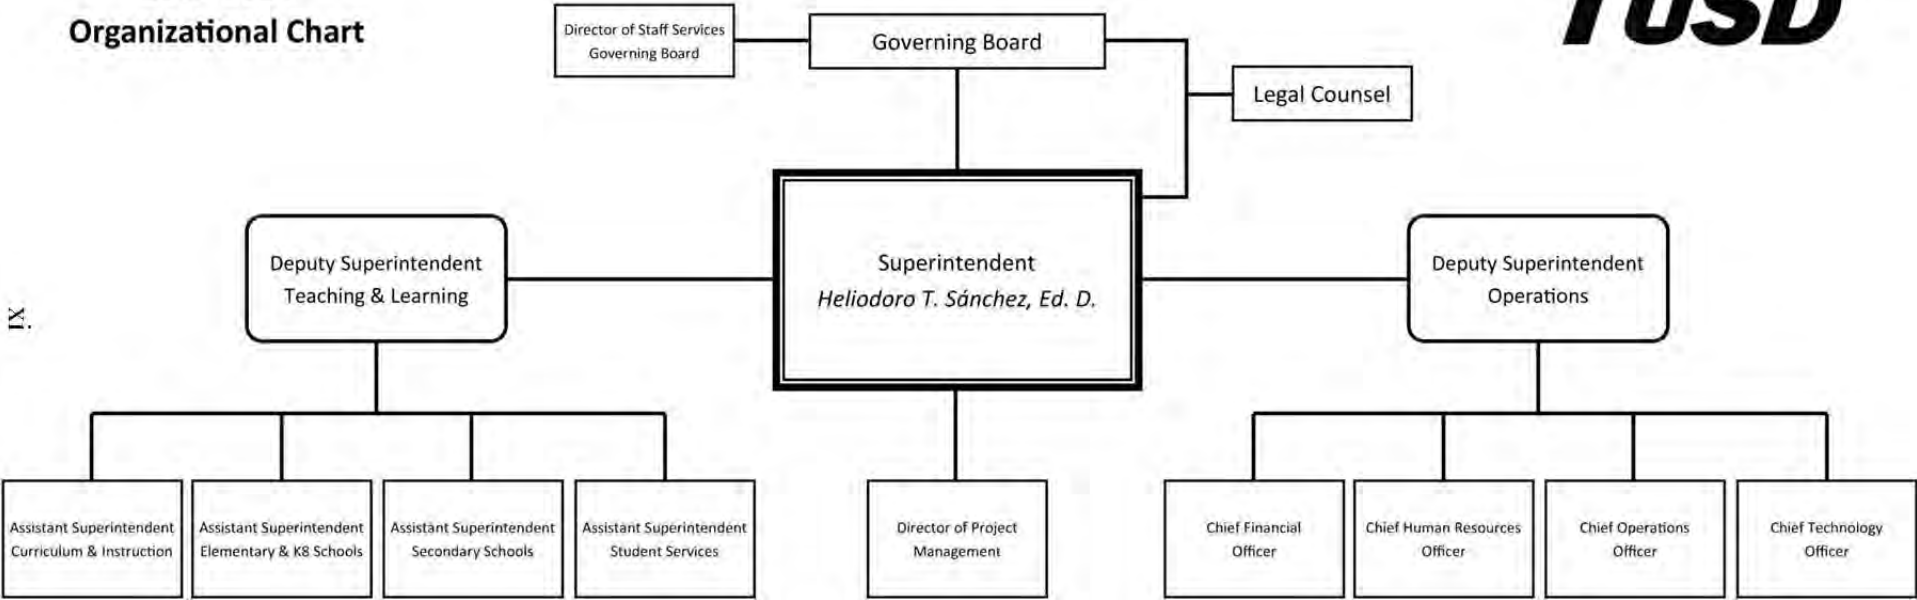 Organizational Chart
TUSD
Director of Staff Services
Governing Board
Governing Board
Legal Counsel
Superintendent
Heliodoro T. Sánchez, Ed. D.
Deputy Superintendent
Teaching & Learning
Deputy Superintendent
Operations
xi
Assistant Superintendent
Curriculum & Instruction
Assistant Superintendent
Elementary & K8 Schools
Assistant Superintendent
Secondary Schools
Assistant Superintendent
Student Services
Director of Project
Management
Chief Financial
Officer
Chief Human Resources
Officer
Chief Operations
Officer
Chief Technology
Officer